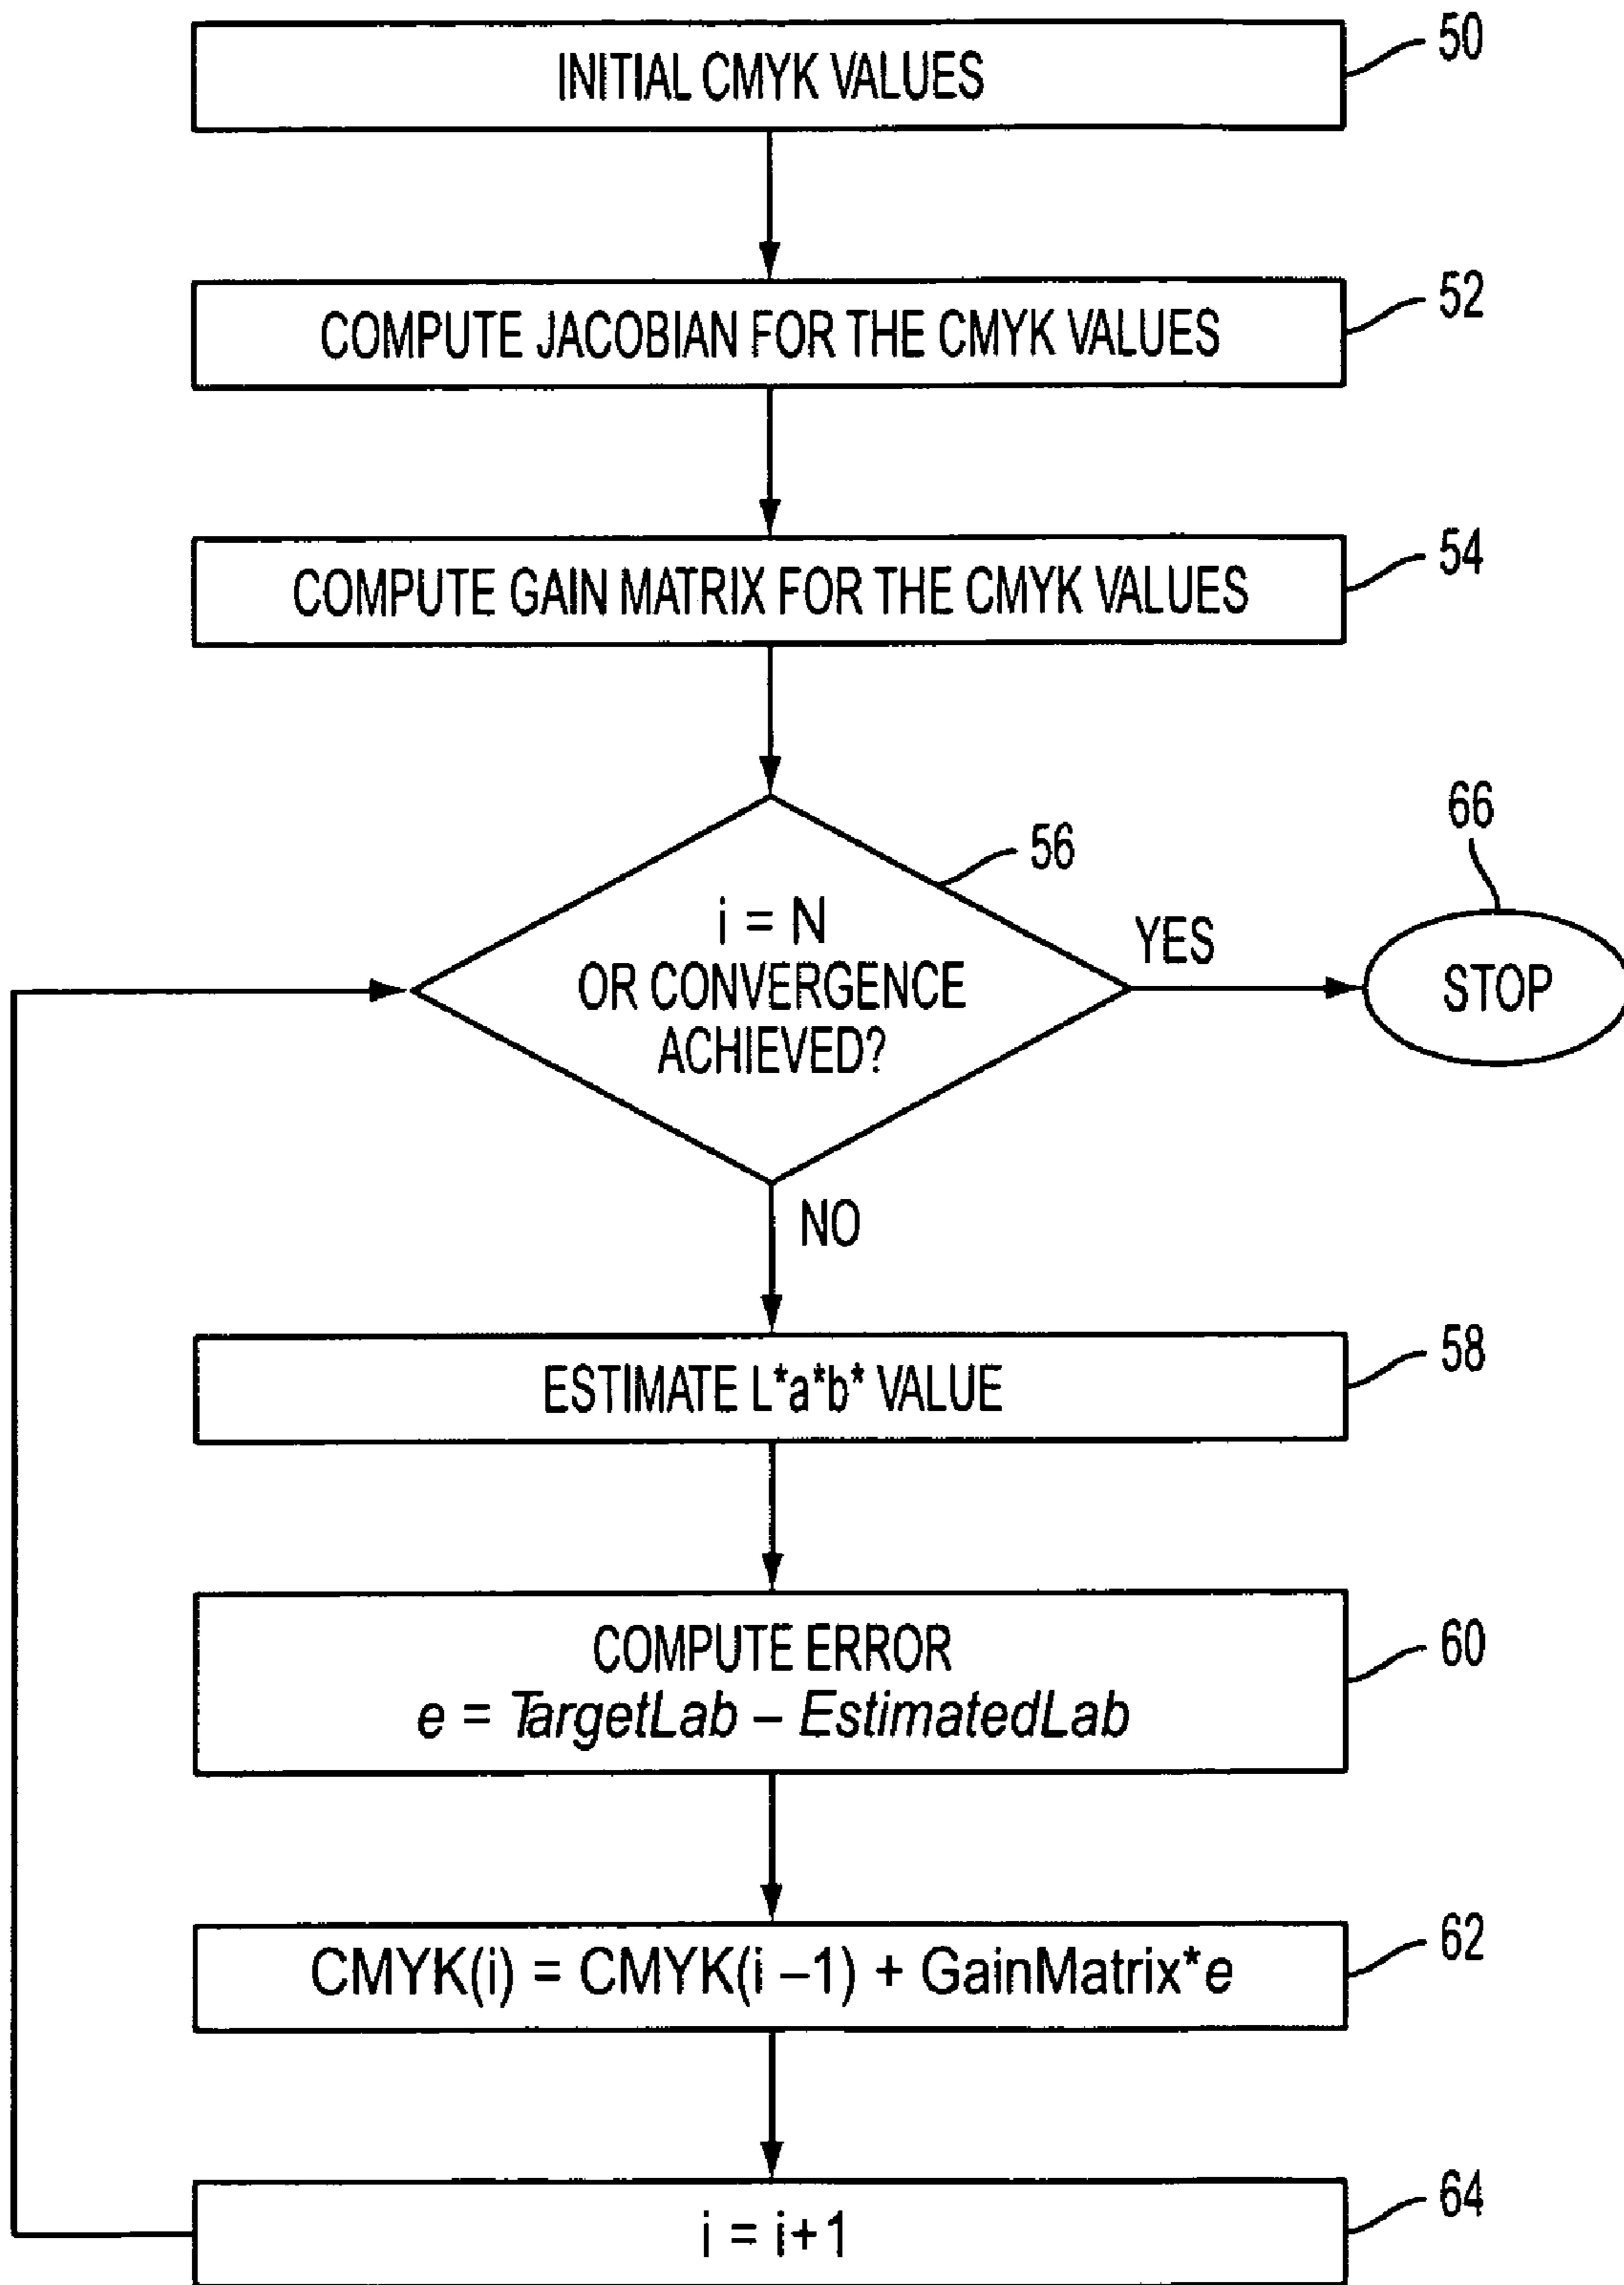 INITIAL CMYK VALUES
50
COMPUTE JACOBIAN FOR THE CMYK VALUES
52
COMPUTE GAIN MATRIX FOR THE CMYK VALUES
54
i = N
OR CONVERGENCE
ACHIEVED?
56
YES
66
STOP
NO
ESTIMATE L*a*b* VALUE
58
COMPUTE ERROR
e = TargetLab – EstimatedLab
60
CMYK(i) = CMYK(i –1) + GainMatrix*e
62
i = i+1
64